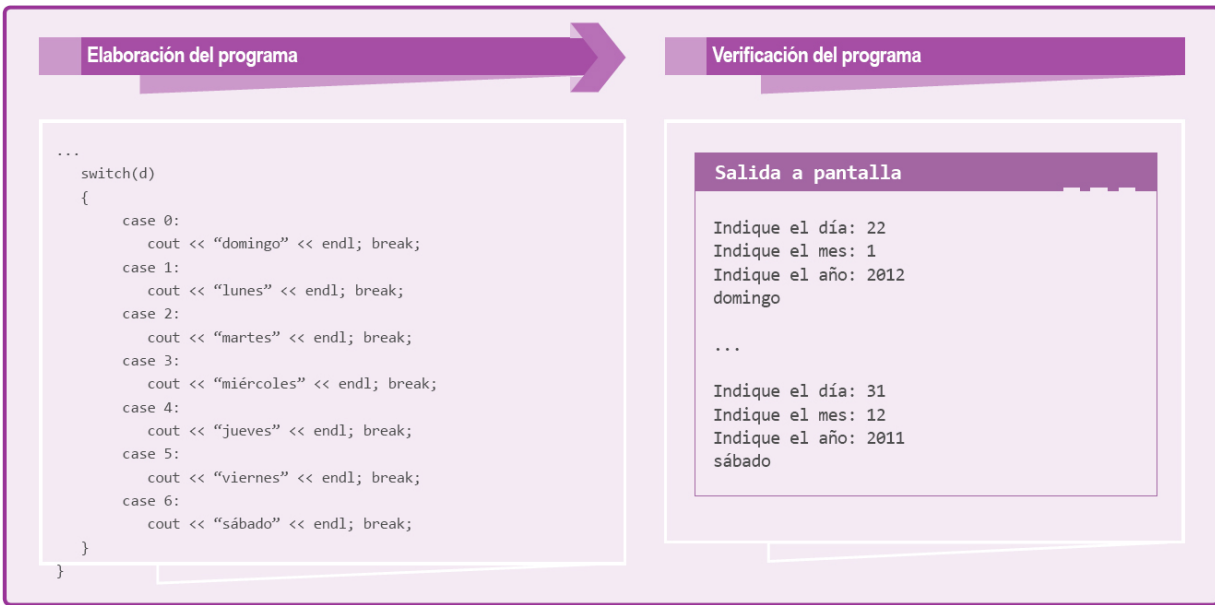 Elaboración del programa
...
switch(d)
{
case 0:
cout << “domingo” << endl; break;
case 1:
cout << “lunes” << endl; break;
case 2:
cout << “martes” << endl; break;
case 3:
cout << “miércoles” << endl; break;
case 4:
cout << “jueves” << endl; break;
case 5:
cout << “viernes” << endl; break;
case 6:
cout << “sábado” << endl; break;
}
}
Verificación del programa
Salida a pantalla
Indique el día: 22
Indique el mes: 1
Indique el año: 2012
domingo
...
Indique el día: 31
Indique el mes: 12
Indique el año: 2011
sábado